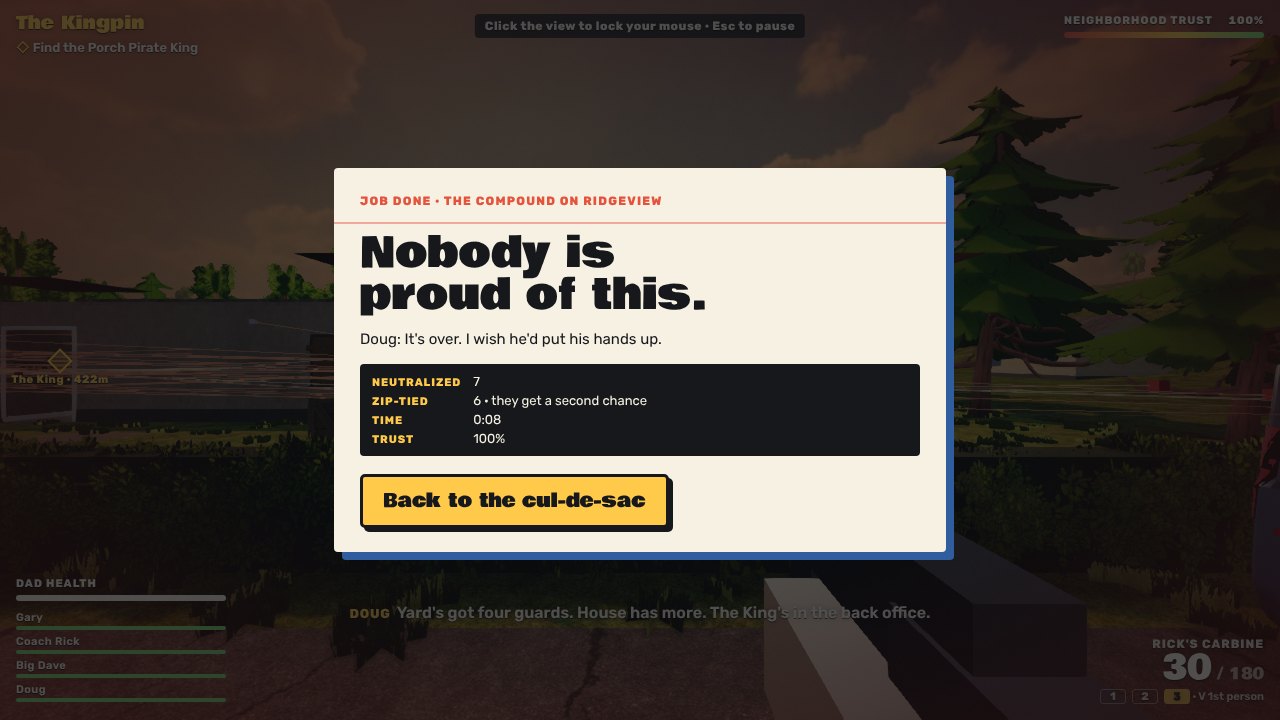 The Kingpin
Find the Porch Pirate King
Click the view to lock your mouse • Esc to pause
NEIGHBORHOOD TRUST 100%
JOB DONE • THE COMPOUND ON RIDGEVIEW
Nobody is
proud of this.
Doug: It's over. I wish he'd put his hands up.
NEUTRALIZED 7
ZIP-TIED 6 • they get a second chance
TIME 0:08
TRUST 100%
Back to the cul-de-sac
The King • 422m
DOUG Yard's got four guards. House has more. The King's in the back office.
DAD HEALTH
Gary
Coach Rick
Big Dave
Doug
RICK'S CARBINE
30 / 180
1 2 3 • V 1st person